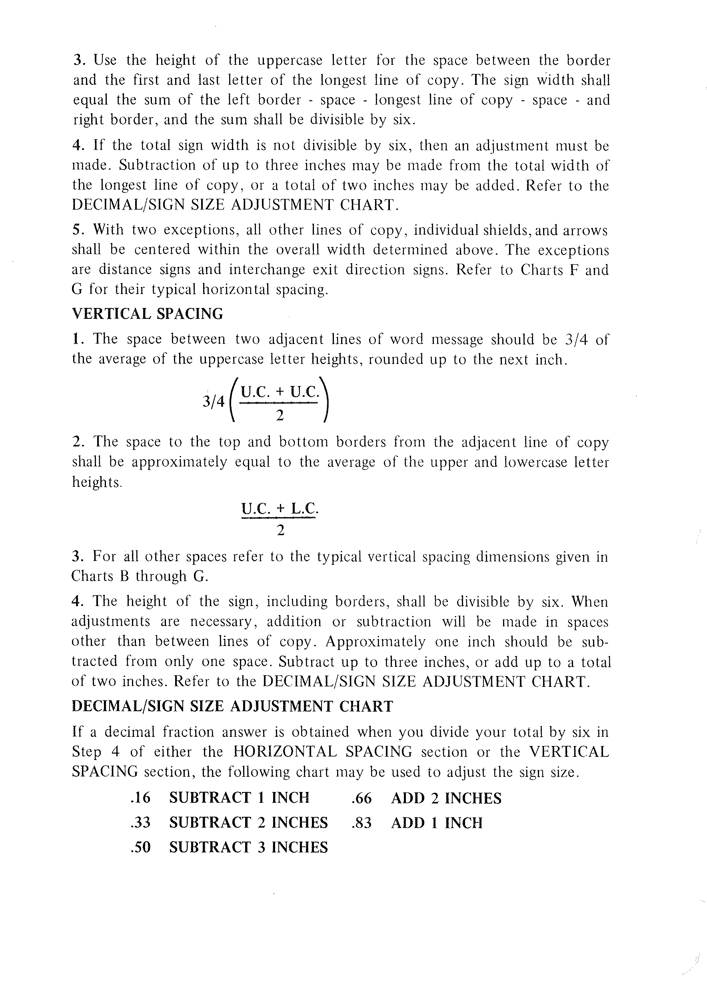 3. Use the height of the uppercase letter for the space between the border
and the first and last letter of the longest line of copy. The sign width shall
equal the sum of the left border - space - longest line of copy - space - and
right border, and the sum shall be divisible by six.
4. If the total sign width is not divisible by six, then an adjustment must be
made. Subtraction of up to three inches may be made from the total width of
the longest line of copy, or a total of two inches may be added. Refer to the
DECIMAL/SIGN SIZE ADJUSTMENT CHART.
5. With two exceptions, all other lines of copy, individual shields, and arrows
shall be centered within the overall width determined above. The exceptions
are distance signs and interchange exit direction signs. Refer to Charts F and
G for their typical horizontal spacing.
VERTICAL SPACING
1. The space between two adjacent lines of word message should be 3/4 of
the average of the uppercase letter heights, rounded up to the next inch.
3/4 (U.C. + U.C.
2)
2. The space to the top and bottom borders from the adjacent line of copy
shall be approximately equal to the average of the upper and lowercase letter
heights.
U.C. + L.C.
2
3. For all other spaces refer to the typical vertical spacing dimensions given in
Charts B through G.
4. The height of the sign, including borders, shall be divisible by six. When
adjustments are necessary, addition or subtraction will be made in spaces
other than between lines of copy. Approximately one inch should be sub-
tracted from only one space. Subtract up to three inches, or add up to a total
of two inches. Refer to the DECIMAL/SIGN SIZE ADJUSTMENT CHART.
DECIMAL/SIGN SIZE ADJUSTMENT CHART
If a decimal fraction answer is obtained when you divide your total by six in
Step 4 of either the HORIZONTAL SPACING section or the VERTICAL
SPACING section, the following chart may be used to adjust the sign size.
.16 SUBTRACT 1 INCH .66 ADD 2 INCHES
.33 SUBTRACT 2 INCHES .83 ADD 1 INCH
.50 SUBTRACT 3 INCHES